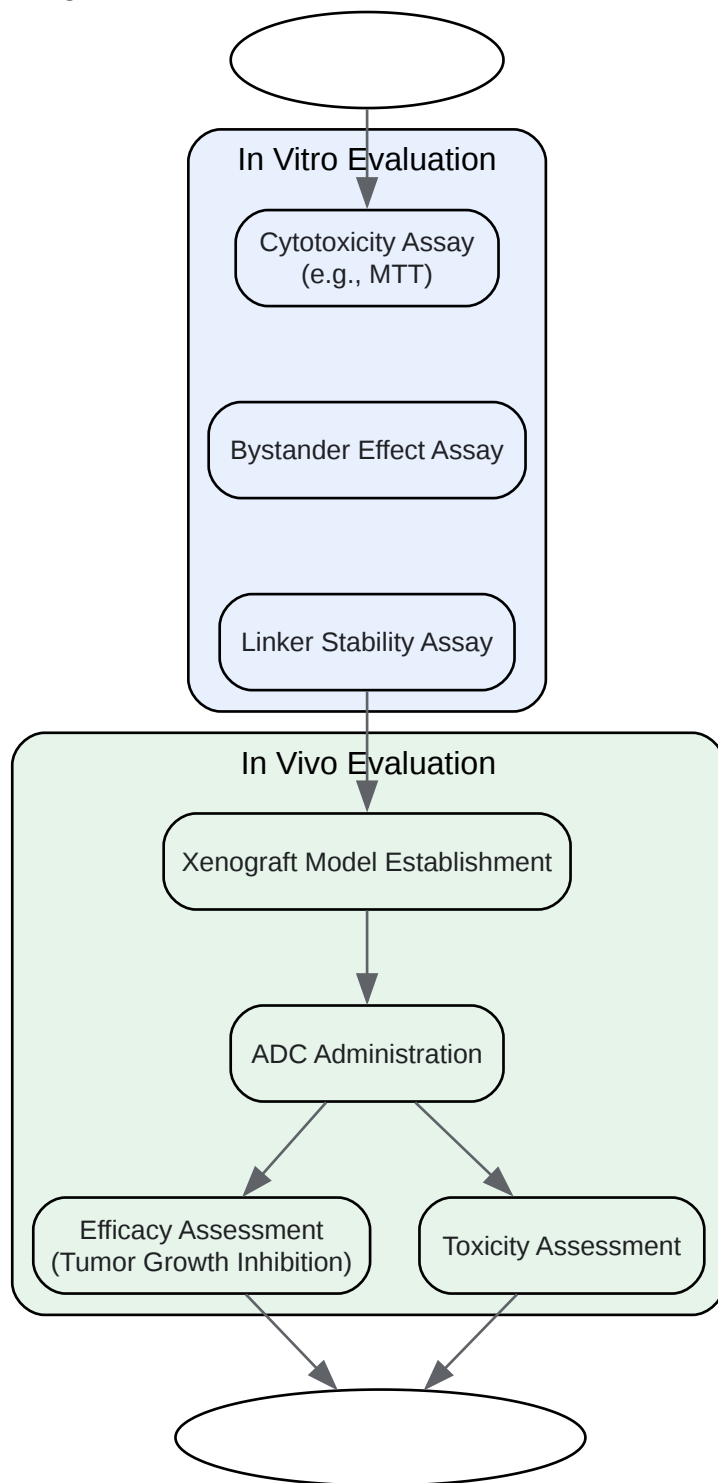 In Vitro Evaluation
Cytotoxicity Assay
(e.g., MTT)
Bystander Effect Assay
Linker Stability Assay
In Vivo Evaluation
Xenograft Model Establishment
ADC Administration
Efficacy Assessment
(Tumor Growth Inhibition)
Toxicity Assessment